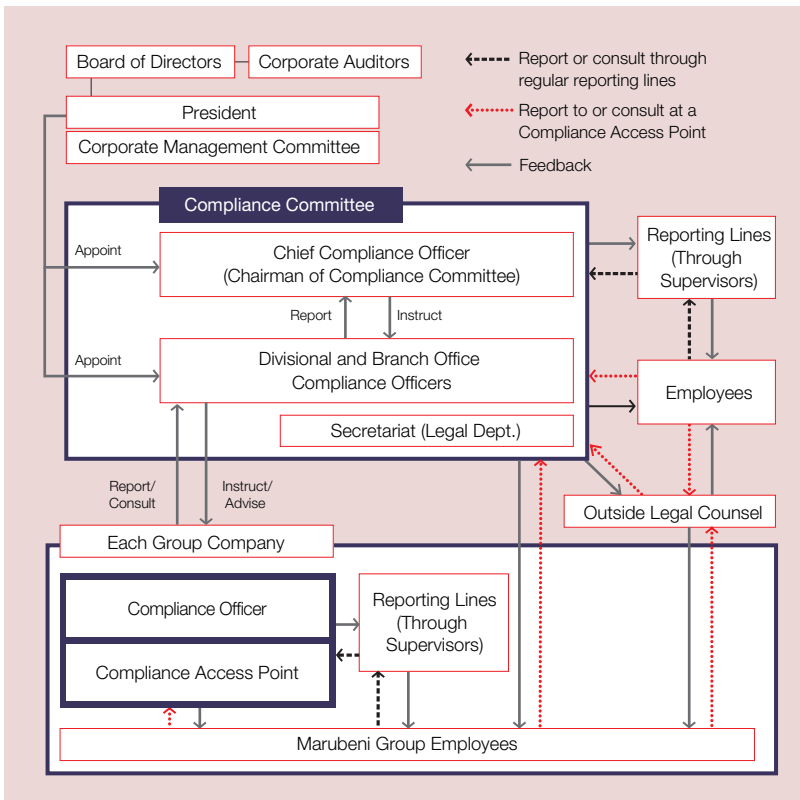 Board of Directors
Corporate Auditors
President
Corporate Management Committee
Report or consult through
regular reporting lines
Report to or consult at a
Compliance Access Point
Feedback
Compliance Committee
Appoint
Chief Compliance Officer
(Chairman of Compliance Committee)
Report
Instruct
Appoint
Divisional and Branch Office
Compliance Officers
Secretariat (Legal Dept.)
Reporting Lines
(Through
Supervisors)
Employees
Outside Legal Counsel
Report/
Consult
Instruct/
Advise
Each Group Company
Compliance Officer
Compliance Access Point
Reporting Lines
(Through
Supervisors)
Marubeni Group Employees